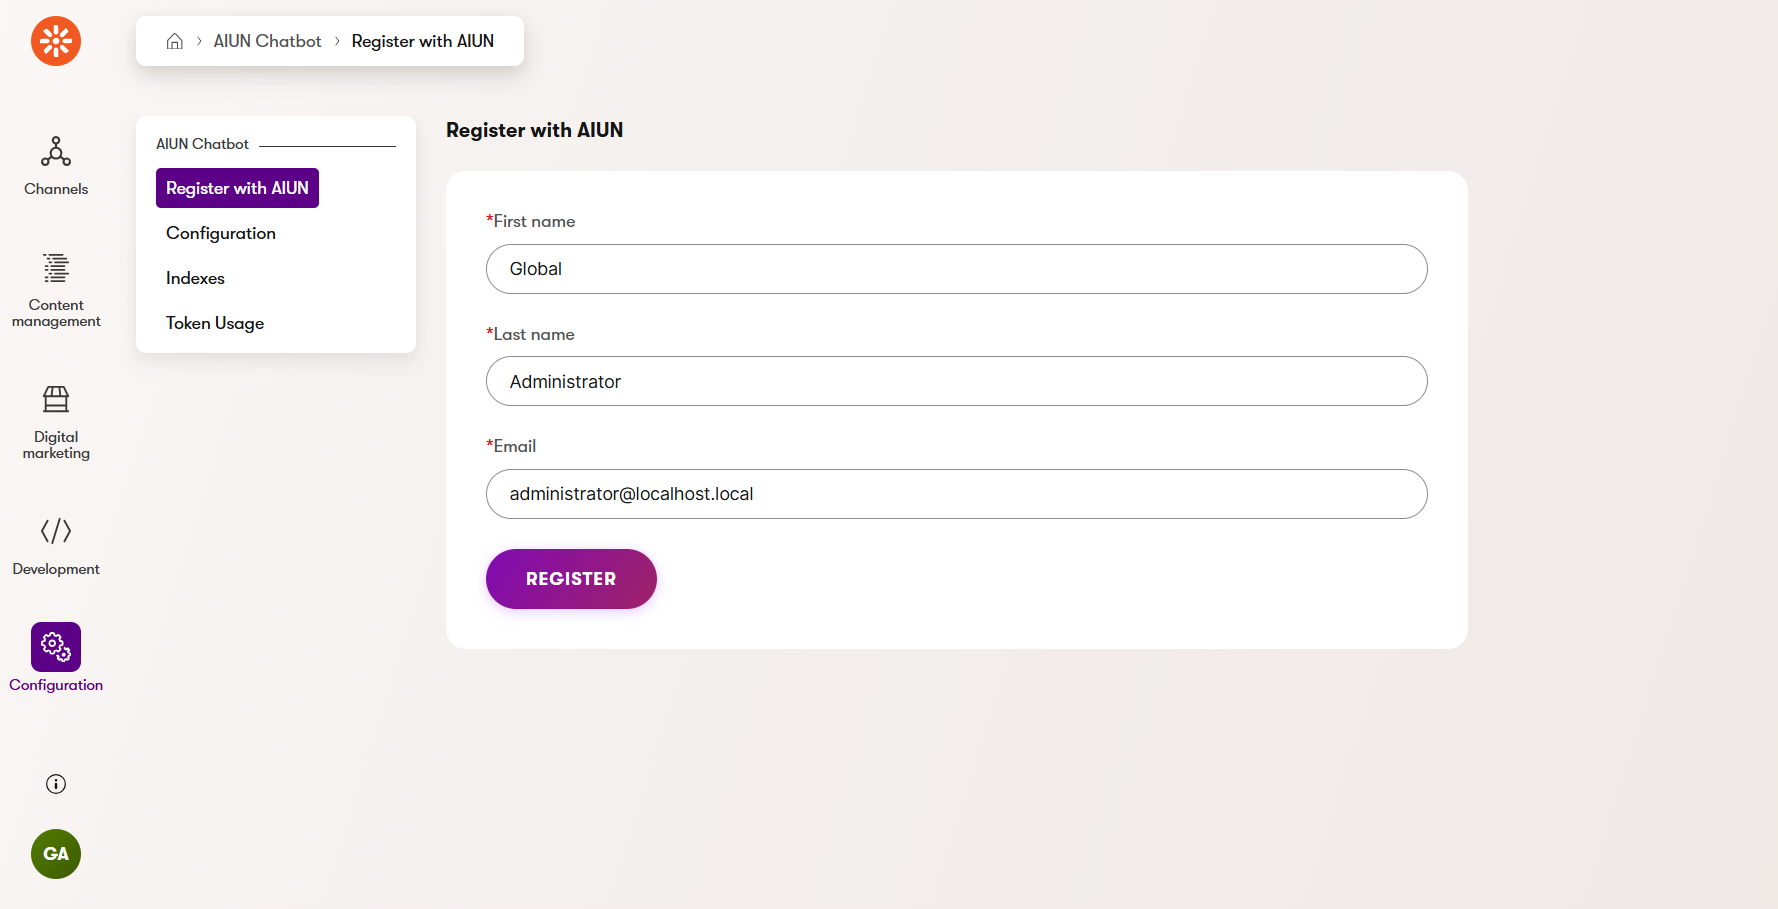 AIUN Chatbot
Register with AIUN
Channels
Content
management
Digital
marketing
Development
Configuration
GA
AIUN Chatbot
Register with AIUN
Configuration
Indexes
Token Usage
Register with AIUN
*First name
Global
*Last name
Administrator
*Email
administrator@localhost.local
REGISTER